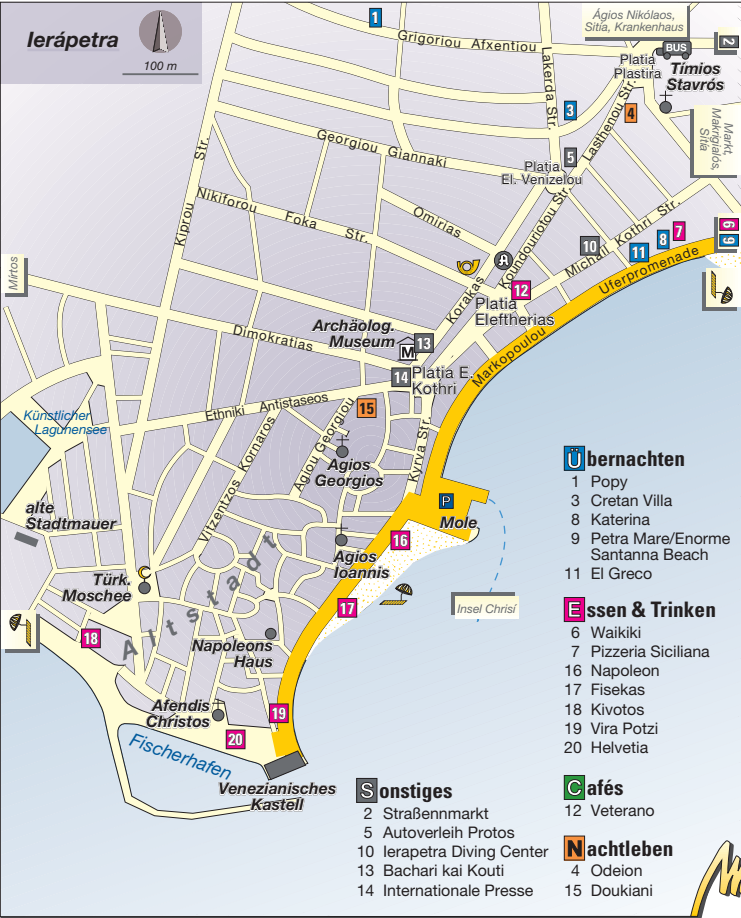 Ierápetra
100 m
1
Grigoriou Afxentiou
Ágios Nikólaos,
Sitía, Krankenhaus
BUS
2
Platia
Plastira
Tímios
Stavrós
Lakerda Str.
3
4
Lasthenou Str.
Markt,
Makrigialós,
Sitía
Georgiou Giannaki
5
Platia
El. Venizelou
Kiprou Str.
Nikiforou Foka Str.
Omirias
Koundouriotou Str.
10
Michail Kothri Str.
11
8
7
6
9
Uferpromenade
Mírtos
Korakas
12
Platia
Eleftherias
Markopoulou
Dimokratias
Archäolog.
Museum
M
13
14
Platia E.
Kothri
Ethniki Antistaseos
15
Künstlicher
Lagunensee
Vitzentzos Kornaros
Agiou Georgiou
Agios
Georgios
Kyrva Str.
P
Mole
alte
Stadtmauer
16
Agios
Ioannis
Türk.
Moschee
Altstadt
17
Insel Chrisí
18
Napoleons
Haus
Afendis
Christos
19
20
Fischerhafen
Venezianisches
Kastell
Übernachten
1 Popy
3 Cretan Villa
8 Katerina
9 Petra Mare/Enorme
Santanna Beach
11 El Greco
Essen & Trinken
6 Waikiki
7 Pizzeria Siciliana
16 Napoleon
17 Fisekas
18 Kivotos
19 Vira Potzi
20 Helvetia
Sonstiges
2 Straßennmarkt
5 Autoverleih Protos
10 Ierapetra Diving Center
13 Bachari kai Kouti
14 Internationale Presse
Cafés
12 Veterano
Nachtleben
4 Odeion
15 Doukiani